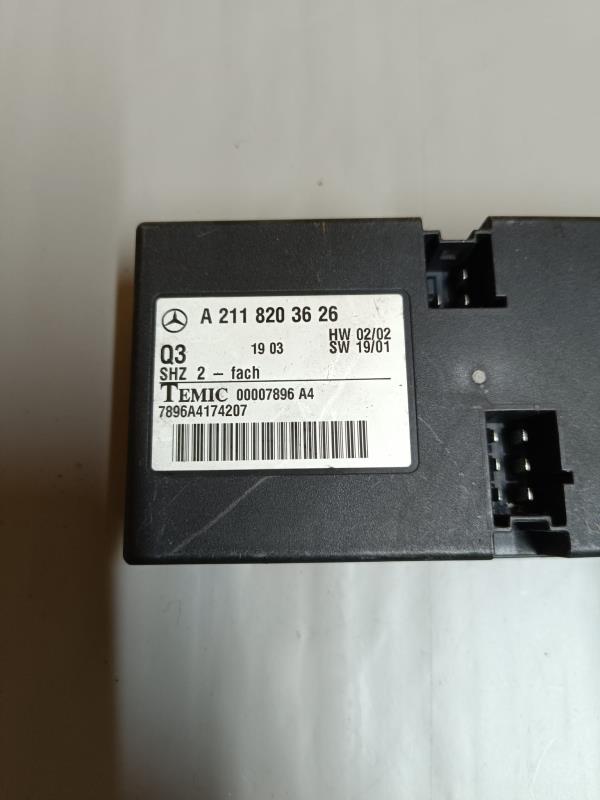 A 211 820 36 26
HW 02/02
Q3 19 03 SW 19/01
SHZ 2 - fach
TEMIC 00007896 A4
7896A4174207